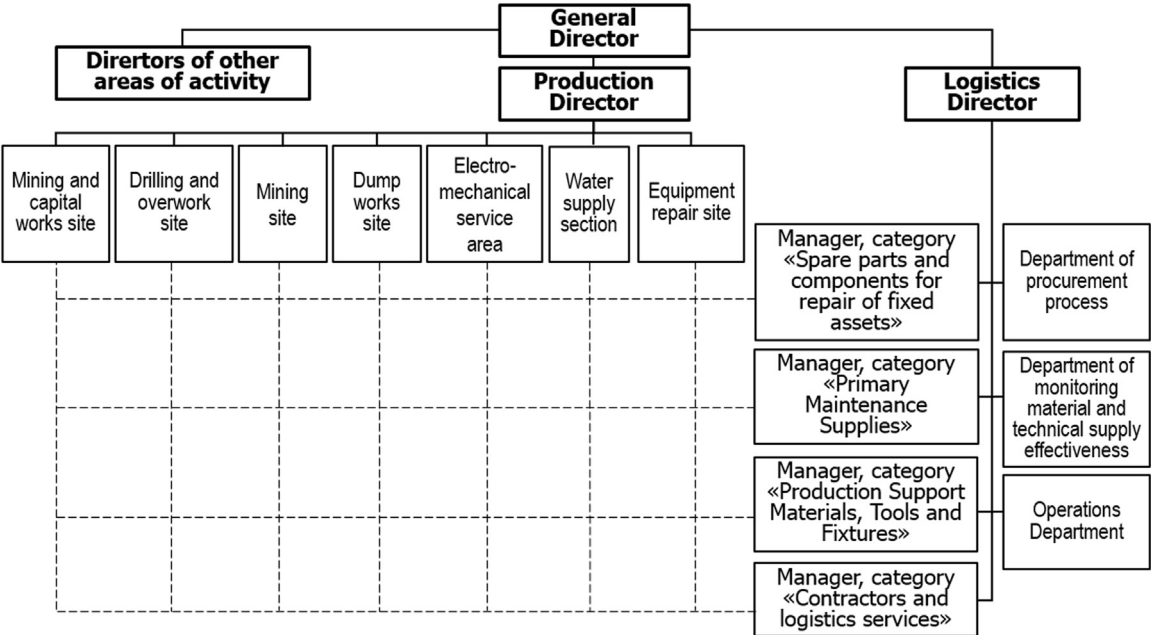 General
Director
Dirertors of other
areas of activity
Production
Director
Logistics
Director
Mining and
capital
works site
Drilling and
overwork
site
Mining
site
Dump
works
site
Electro-
mechanical
service
area
Water
supply
section
Equipment
repair site
Manager, category
«Spare parts and
components for
repair of fixed
assets»
Department of
procurement
process
Manager, category
«Primary
Maintenance
Supplies»
Department of
monitoring
material and
technical supply
effectiveness
Manager, category
«Production Support
Materials, Tools and
Fixtures»
Operations
Department
Manager, category
«Contractors and
logistics services»